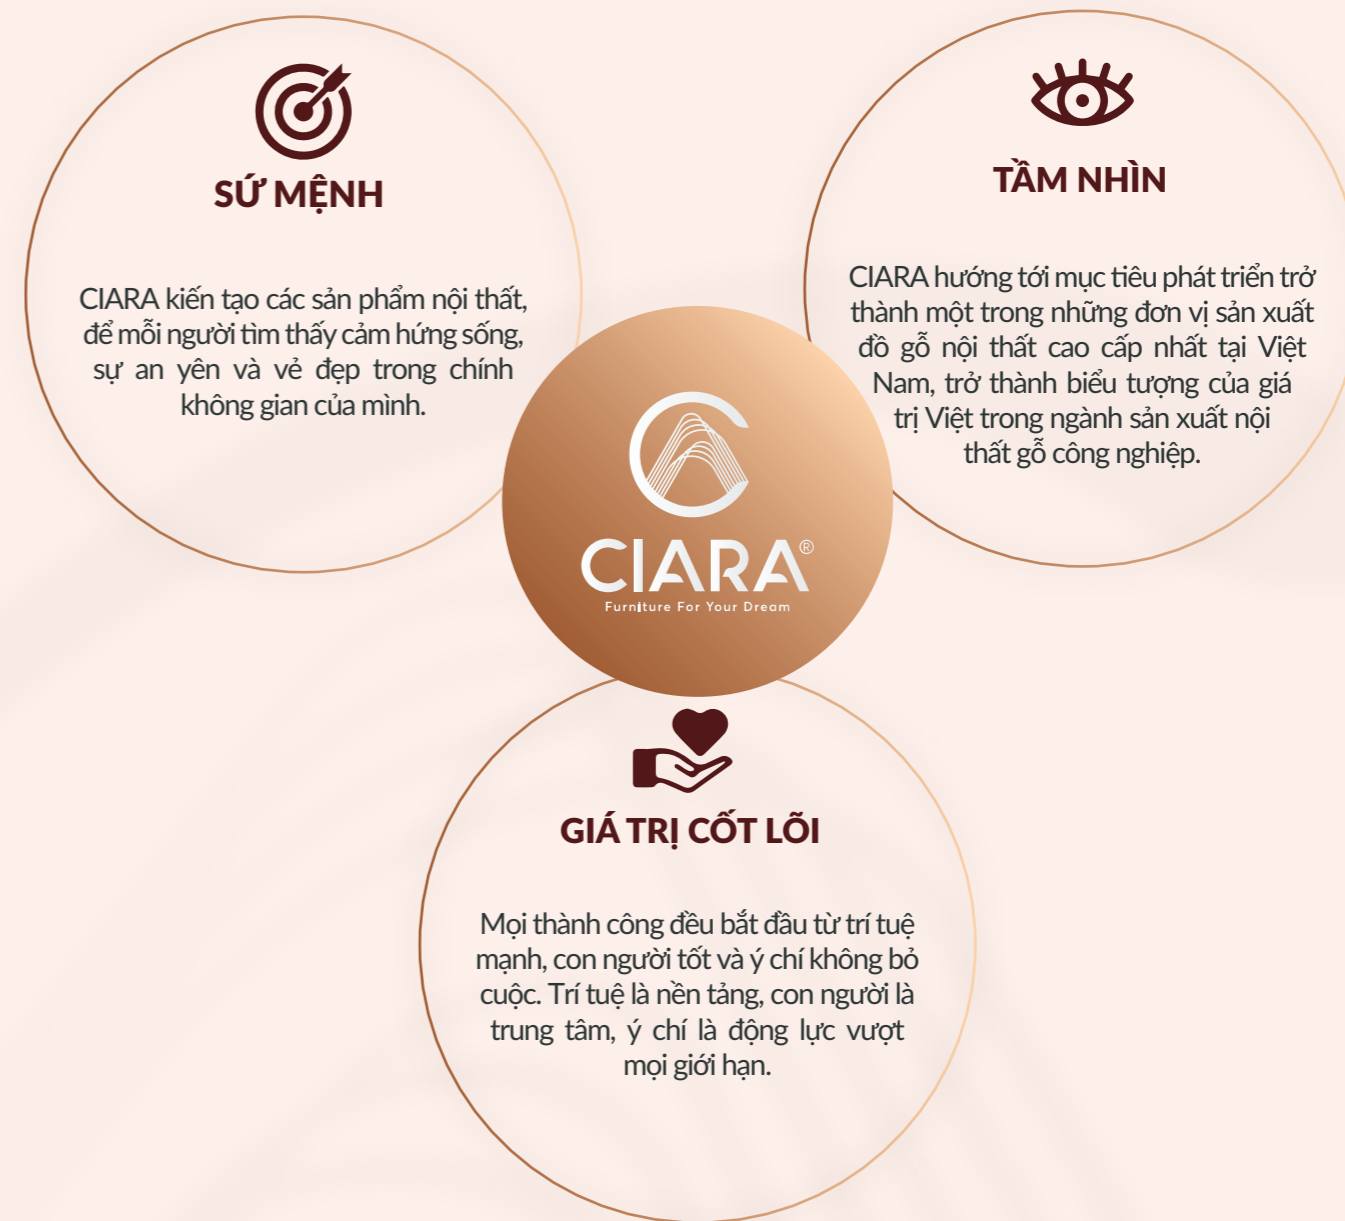 SỨ MỆNH
CIARA kiến tạo các sản phẩm nội thất,
để mỗi người tìm thấy cảm hứng sống,
sự an yên và vẻ đẹp trong chính
không gian của mình.
TẦM NHÌN
CIARA hướng tới mục tiêu phát triển trở
thành một trong những đơn vị sản xuất
đồ gỗ nội thất cao cấp nhất tại Việt
Nam, trở thành biểu tượng của giá
trị Việt trong ngành sản xuất nội
thất gỗ công nghiệp.
CIARA®
Furniture For Your Dream
GIÁ TRỊ CỐT LÕI
Mọi thành công đều bắt đầu từ trí tuệ
mạnh, con người tốt và ý chí không bỏ
cuộc. Trí tuệ là nền tảng, con người là
trung tâm, ý chí là động lực vượt
mọi giới hạn.